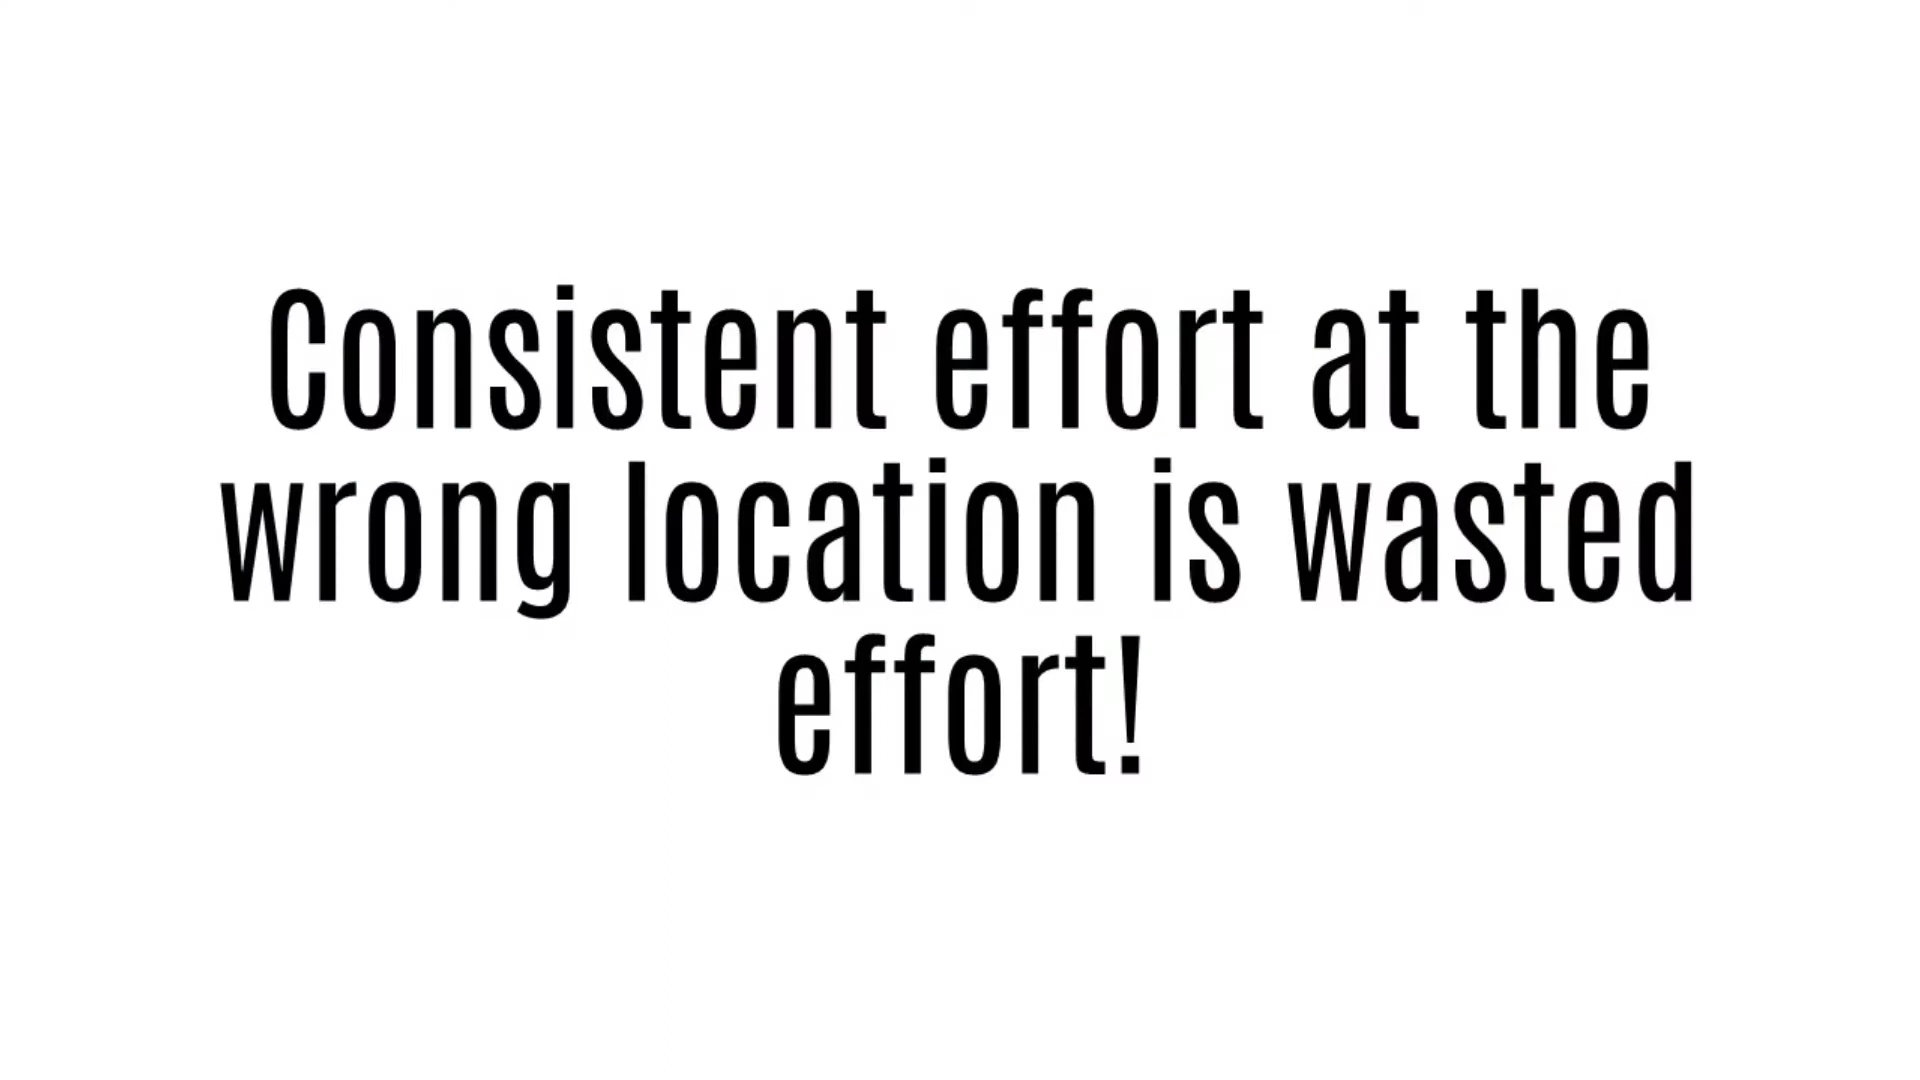 Consistent effort at the
wrong location is wasted
effort!